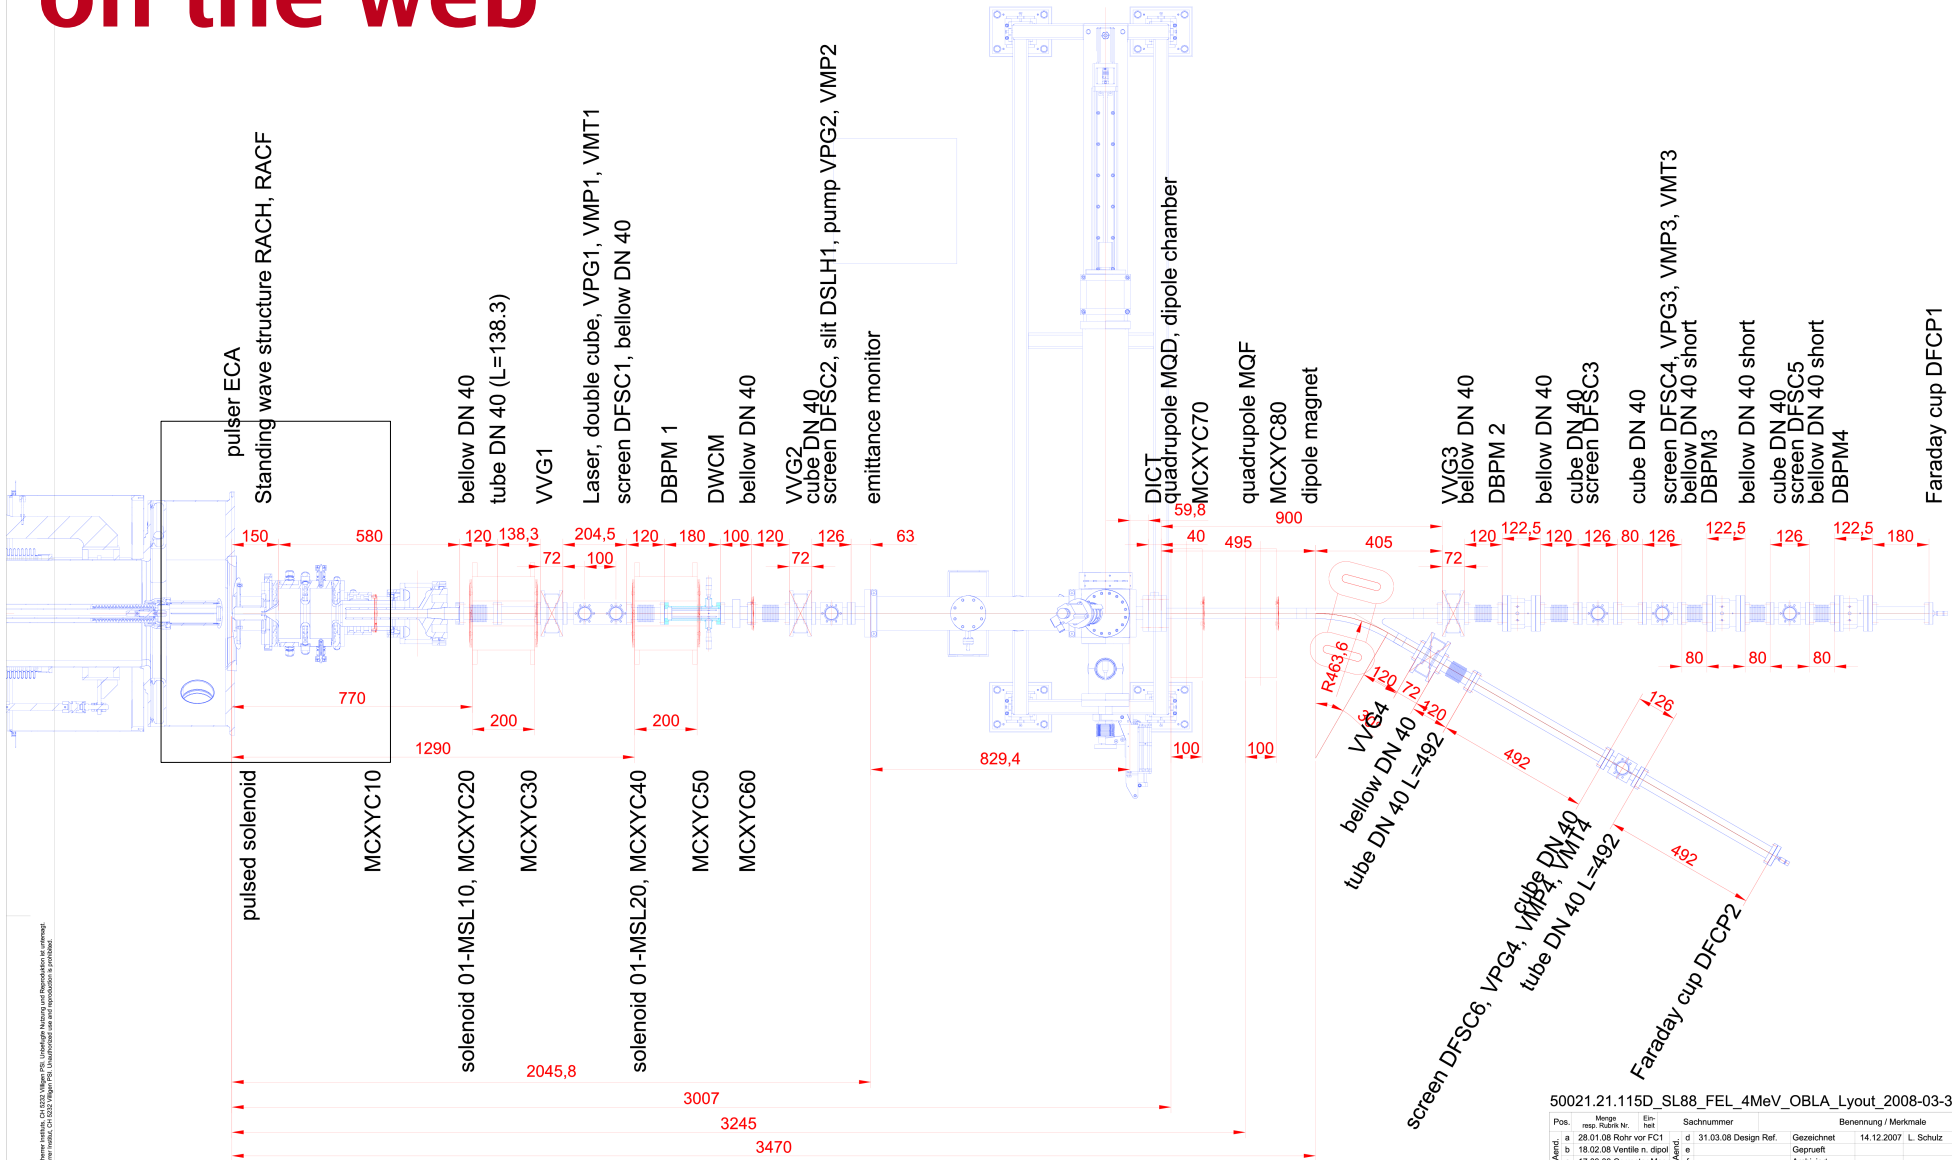 on the web
pulser ECA
Standing wave structure RACH, RACF
bellow DN 40
tube DN 40 (L=138.3)
VVG1
Laser, double cube, VPG1, VMP1, VMT1
screen DFSC1, bellow DN 40
DBPM 1
DWCM
bellow DN 40
VVG2
cube DN 40
screen DFSC2, slit DSLH1, pump VPG2, VMP2
emittance monitor
DICT
quadrupole MQD, dipole chamber
MCXYC70
quadrupole MQF
MCXYC80
dipole magnet
VVG3
bellow DN 40
DBPM 2
bellow DN 40
cube DN 40
screen DFSC3
cube DN 40
screen DFSC4, VPG3, VMP3, VMT3
bellow DN 40 short
DBPM3
bellow DN 40 short
cube DN 40
screen DFSC5
bellow DN 40 short
DBPM4
Faraday cup DFCP1
59,8
900
150
580
120
138,3
204,5
120
180
100
120
126
63
40
495
405
120
122,5
120
126
80
126
122,5
126
122,5
180
72
100
72
72
80
80
80
R463,6
30°
120
72
120
126
770
200
200
1290
829,4
100
100
492
492
VVG4
bellow DN 40
tube DN 40 L=492
cube DN 40
screen DFSC6, VPG4, VMP4, VMT4
tube DN 40 L=492
Faraday cup DFCP2
pulsed solenoid
MCXYC10
solenoid 01-MSL10, MCXYC20
MCXYC30
solenoid 01-MSL20, MCXYC40
MCXYC50
MCXYC60
2045,8
3007
3245
3470
50021.21.115D_SL88_FEL_4MeV_OBLA_Lyout_2008-03-3
Pos. Menge resp. Rubrik Nr. Ein-heit Sachnummer Benennung / Merkmale
Aend. a 28.01.08 Rohr vor FC1 Aend. d 31.03.08 Design Ref. Gezeichnet 14.12.2007 L. Schulz
b 18.02.08 Ventile n. dipol e Geprueft